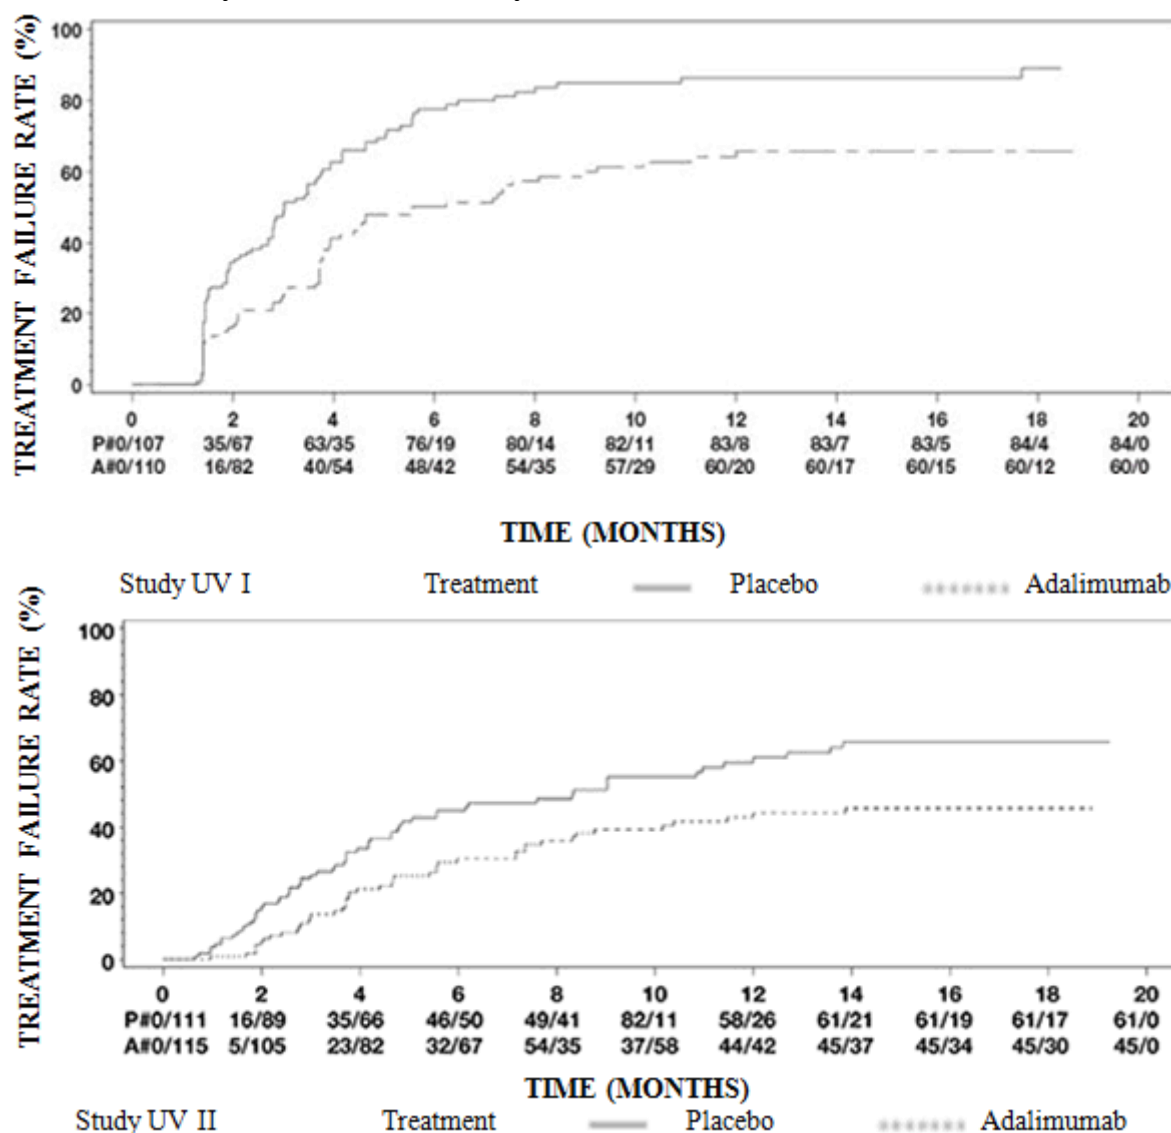 TREATMENT FAILURE RATE (%)
100
80
60
40
20
0
0 2 4 6 8 10 12 14 16 18 20
P#0/107 35/67 63/35 76/19 80/14 82/11 83/8 83/7 83/5 84/4 84/0
A#0/110 16/82 40/54 48/42 54/35 57/29 60/20 60/17 60/15 60/12 60/0
TIME (MONTHS)
Study UV I Treatment Placebo Adalimumab
TREATMENT FAILURE RATE (%)
100
80
60
40
20
0
0 2 4 6 8 10 12 14 16 18 20
P#0/111 16/89 35/66 46/50 49/41 82/11 58/26 61/21 61/19 61/17 61/0
A#0/115 5/105 23/82 32/67 54/35 37/58 44/42 45/37 45/34 45/30 45/0
TIME (MONTHS)
Study UV II Treatment Placebo Adalimumab